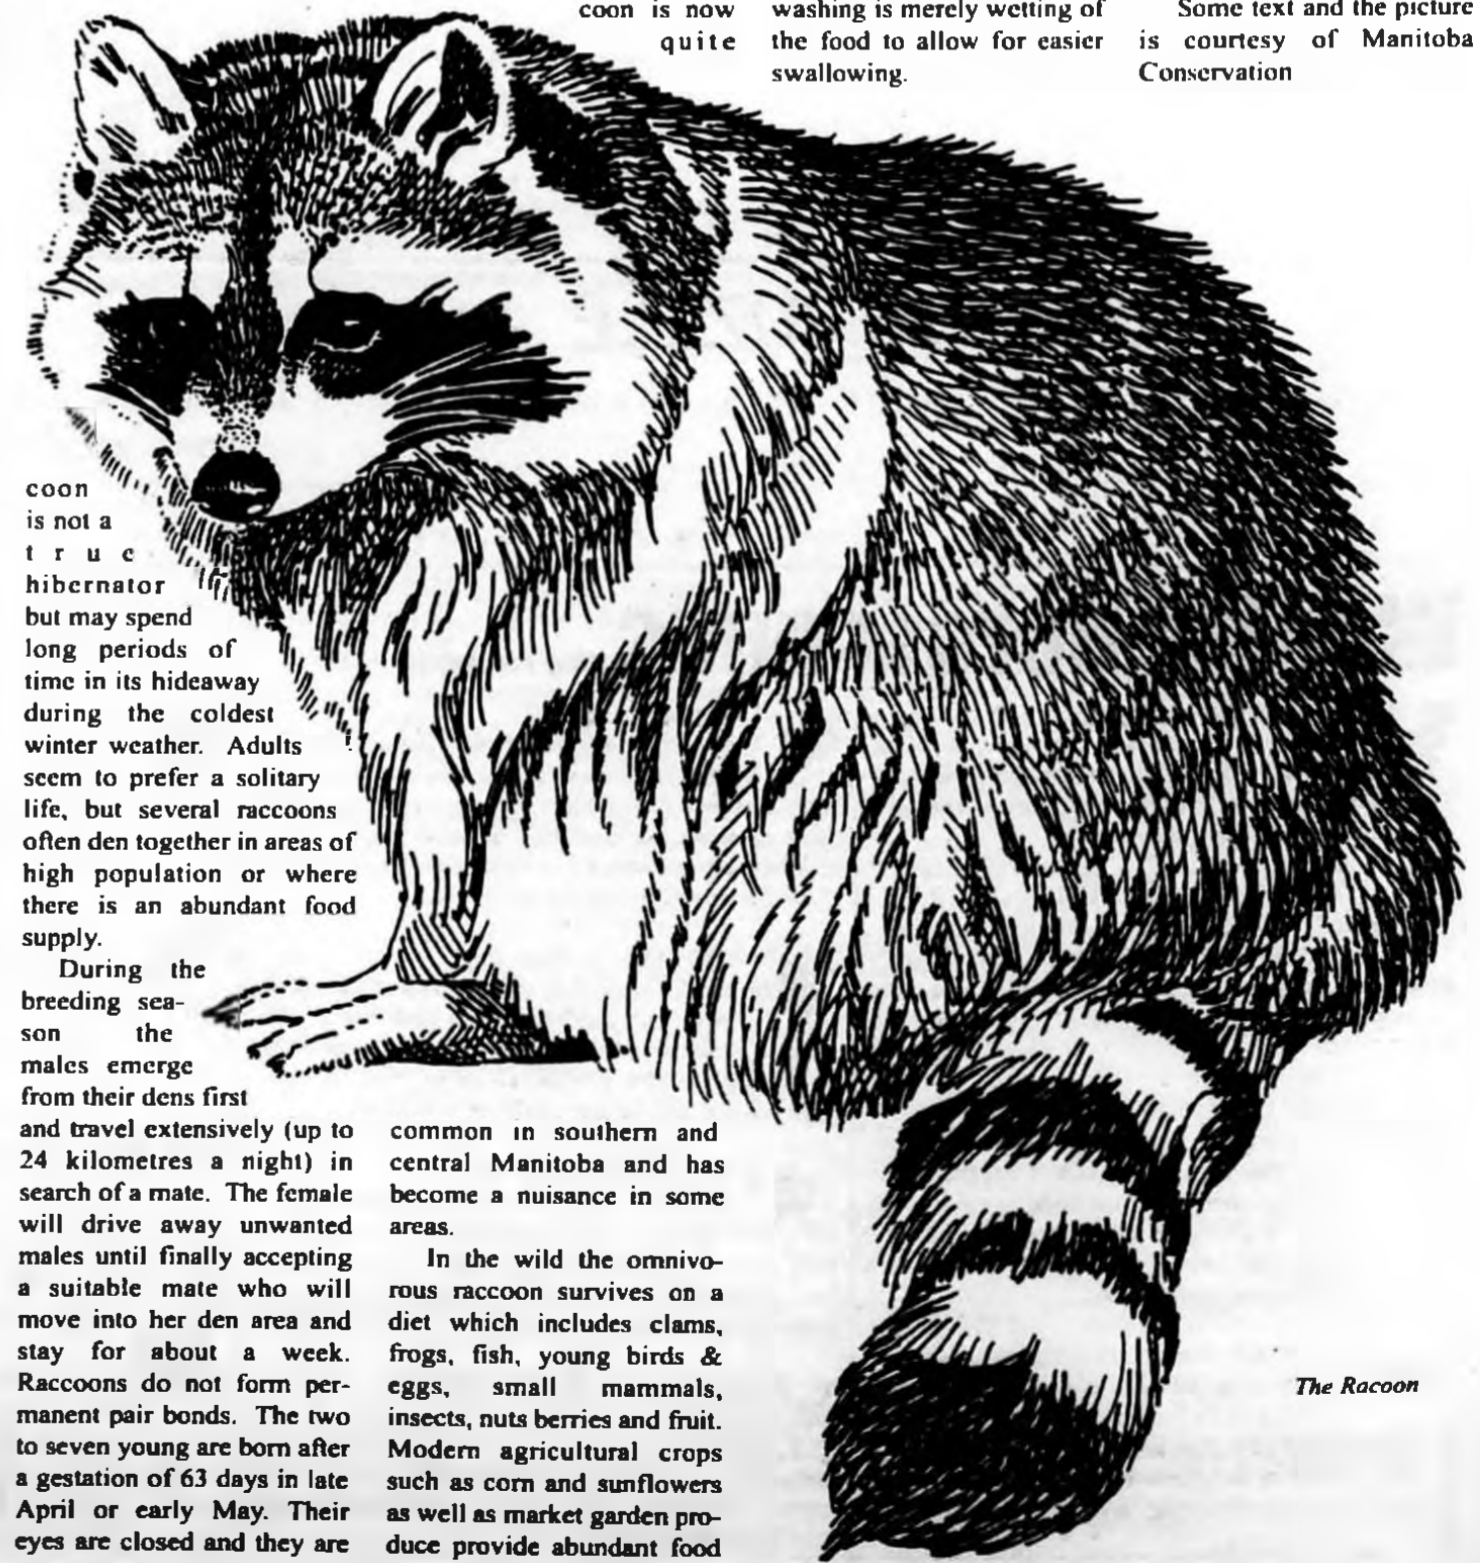 coon
is not a
true
hibernator
but may spend
long periods of
time in its hideaway
during the coldest
winter weather. Adults
seem to prefer a solitary
life, but several raccoons
often den together in areas of
high population or where
there is an abundant food
supply.
During the
breeding sea-
son the
males emerge
from their dens first
and travel extensively (up to
24 kilometres a night) in
search of a mate. The female
will drive away unwanted
males until finally accepting
a suitable mate who will
move into her den area and
stay for about a week.
Raccoons do not form per-
manent pair bonds. The two
to seven young are born after
a gestation of 63 days in late
April or early May. Their
eyes are closed and they are
coon is now
quite
common in southern and
central Manitoba and has
become a nuisance in some
areas.
In the wild the omnivo-
rous raccoon survives on a
diet which includes clams,
frogs, fish, young birds &
eggs, small mammals,
insects, nuts berries and fruit.
Modern agricultural crops
such as corn and sunflowers
as well as market garden pro-
duce provide abundant food
washing is merely wetting of
the food to allow for easier
swallowing.
Some text and the picture
is courtesy of Manitoba
Conservation
The Racoon